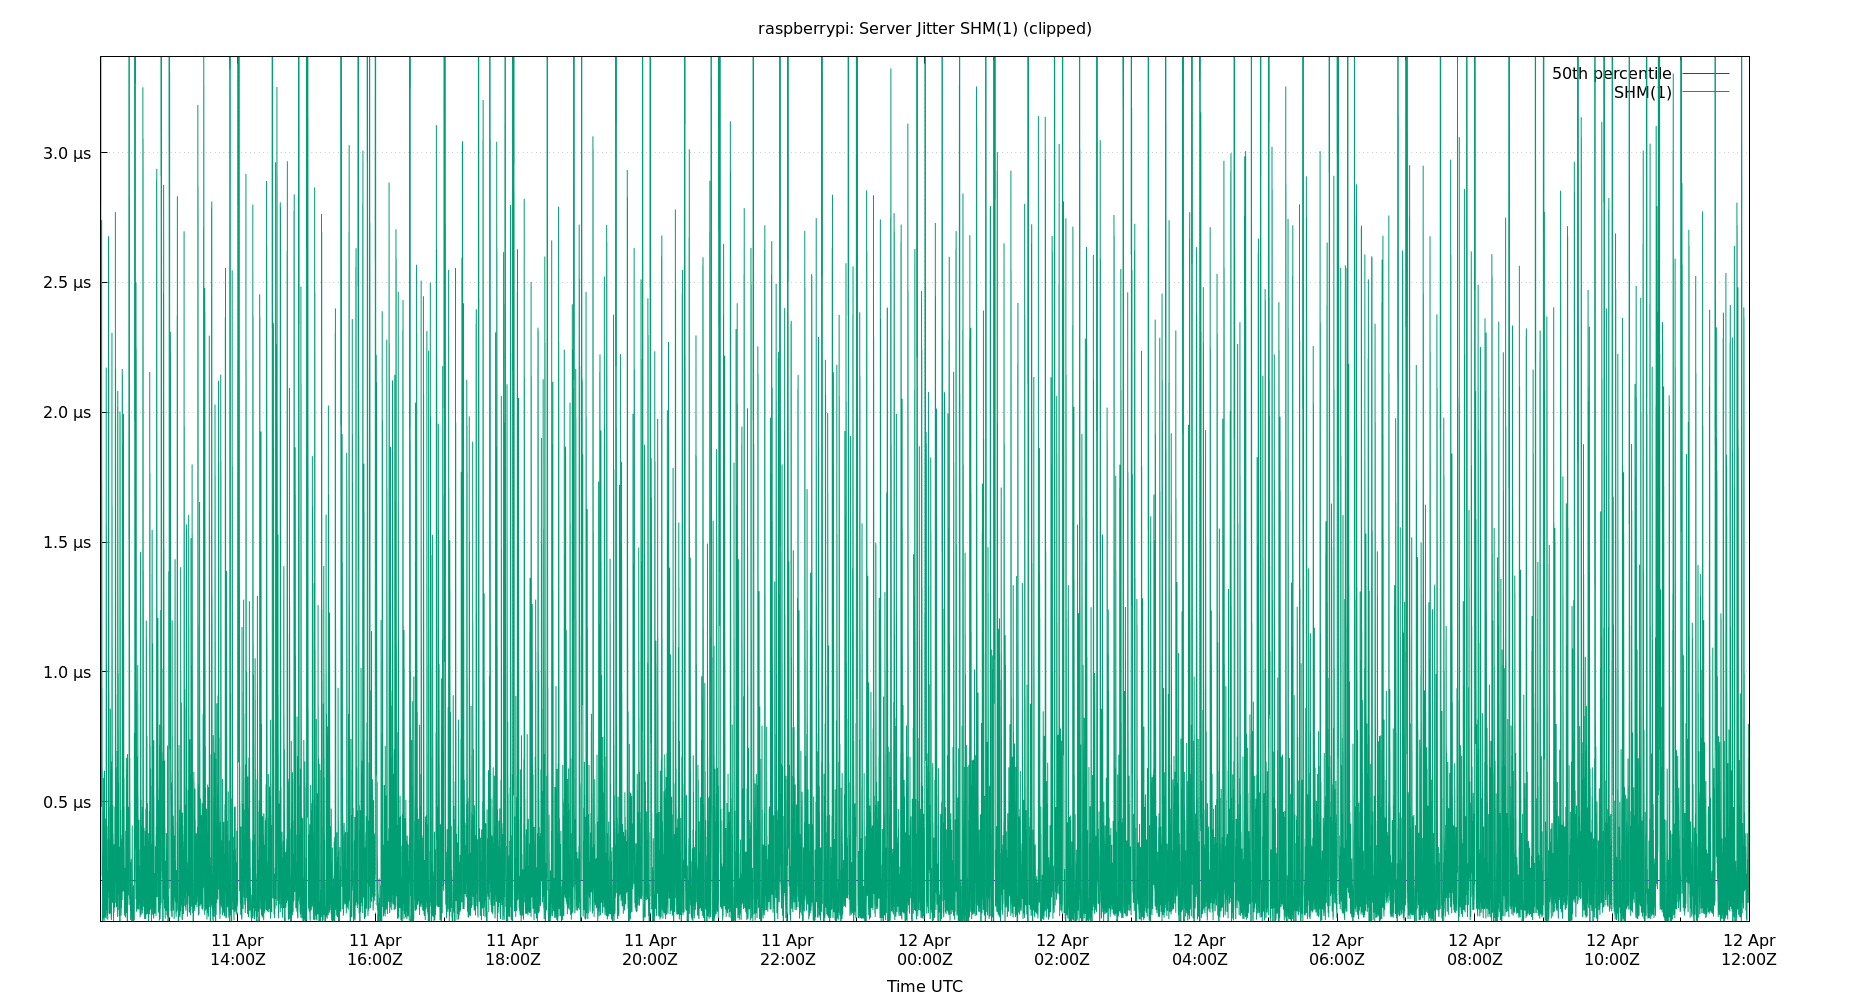 raspberrypi: Server Jitter SHM(1) (clipped)
50th percentile
SHM(1)
3.0 µs
2.5 µs
2.0 µs
1.5 µs
1.0 µs
0.5 µs
11 Apr 11 Apr 11 Apr 11 Apr 11 Apr 12 Apr 12 Apr 12 Apr 12 Apr 12 Apr 12 Apr 12 Apr
14:00Z 16:00Z 18:00Z 20:00Z 22:00Z 00:00Z 02:00Z 04:00Z 06:00Z 08:00Z 10:00Z 12:00Z
Time UTC